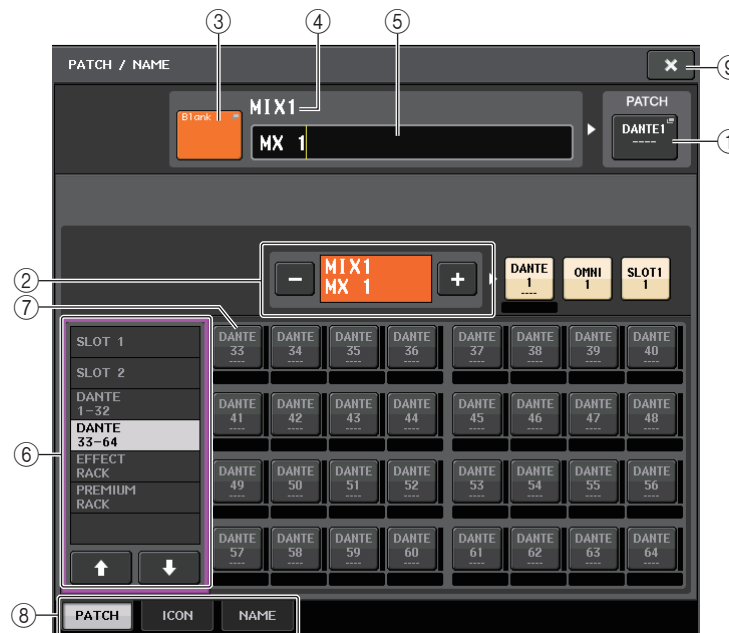 ③ ④ ⑤
PATCH / NAME
×
⑨
Blank
MIX1
MX 1
PATCH
DANTE1
----
②
⑦
−
MIX1
MX 1
+
DANTE
1
----
OMNI
1
SLOT1
1
⑥
SLOT 1
SLOT 2
DANTE
1-32
DANTE
33-64
EFFECT
RACK
PREMIUM
RACK
DANTE DANTE DANTE DANTE DANTE DANTE DANTE DANTE
33 34 35 36 37 38 39 40
---- ---- ---- ---- ---- ---- ---- ----
DANTE DANTE DANTE DANTE DANTE DANTE DANTE DANTE
41 42 43 44 45 46 47 48
---- ---- ---- ---- ---- ---- ---- ----
DANTE DANTE DANTE DANTE DANTE DANTE DANTE DANTE
49 50 51 52 53 54 55 56
---- ---- ---- ---- ---- ---- ---- ----
DANTE DANTE DANTE DANTE DANTE DANTE DANTE DANTE
57 58 59 60 61 62 63 64
---- ---- ---- ---- ---- ---- ---- ----
⑧
PATCH ICON NAME